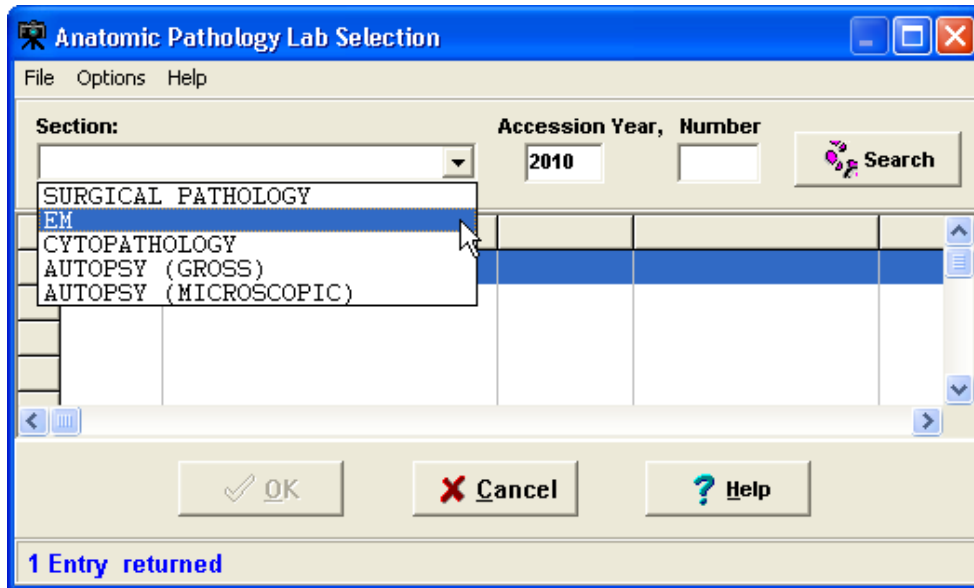 Anatomic Pathology Lab Selection
File Options Help
Section: Accession Year, Number
2010 Search
SURGICAL PATHOLOGY
EM
CYTOPATHOLOGY
AUTOPSY (GROSS)
AUTOPSY (MICROSCOPIC)
OK Cancel Help
1 Entry returned